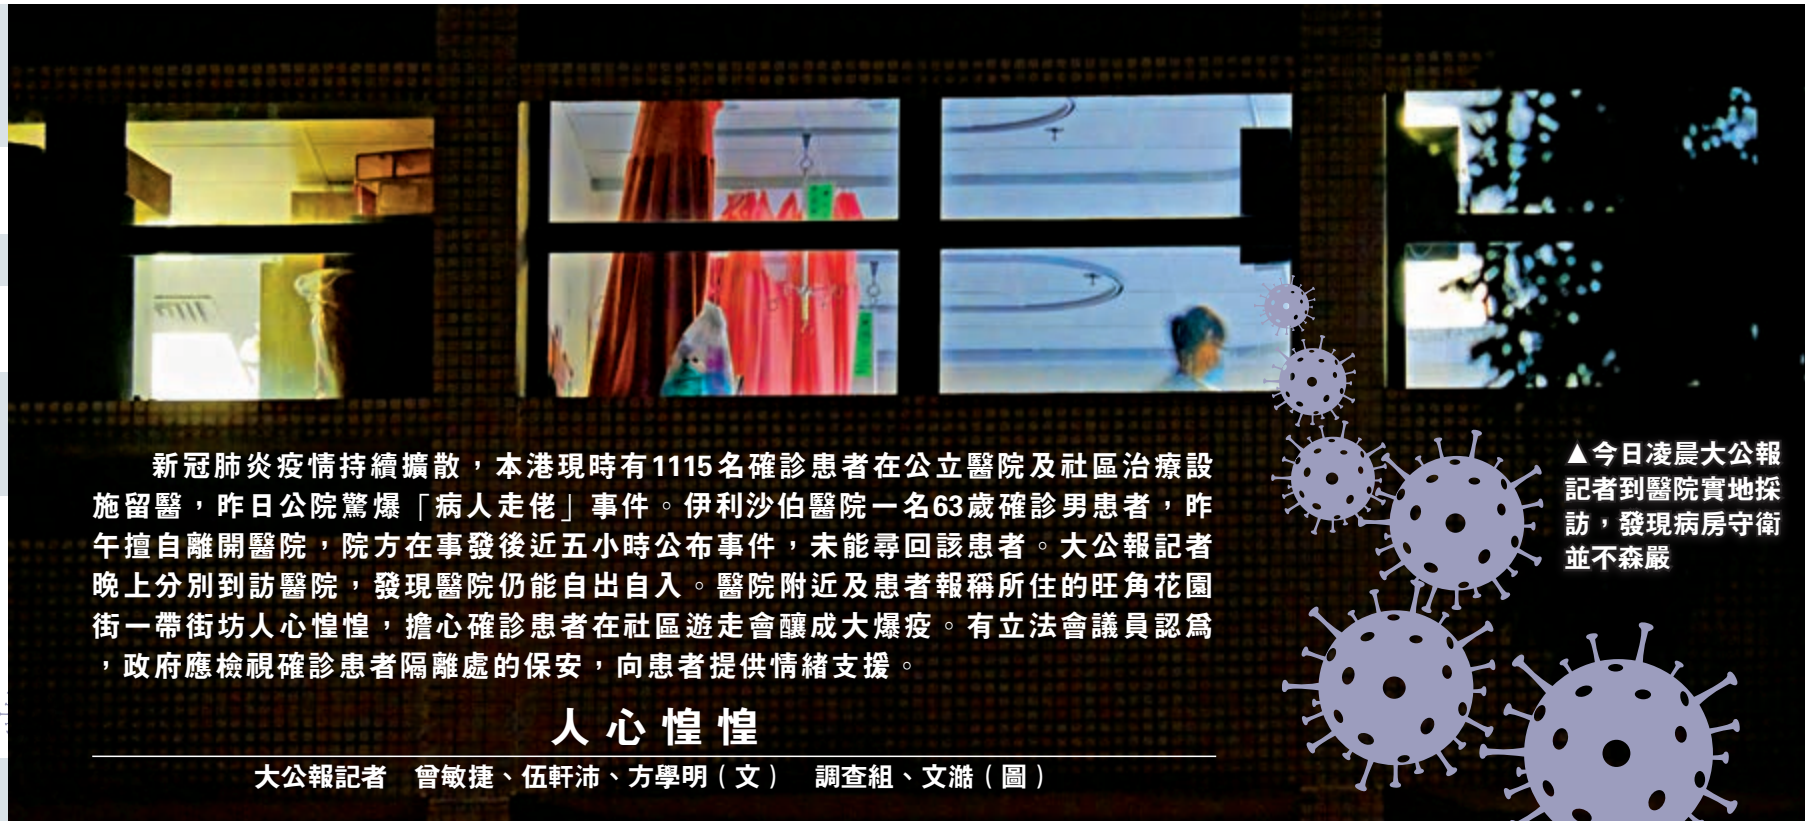 新冠肺炎疫情持續擴散，本港現時有1115名確診患者在公立醫院及社區治療設
施留醫，昨日公院驚爆「病人走佬」事件。伊利沙伯醫院一名63歲確診男患者，昨
午擅自離開醫院，院方在事發後近五小時公布事件，未能尋回該患者。大公報記者
晚上分別到訪醫院，發現醫院仍能自出自入。醫院附近及患者報稱所住的旺角花園
街一帶街坊人心惶惶，擔心確診患者在社區遊走會釀成大爆疫。有立法會議員認為
，政府應檢視確診患者隔離處的保安，向患者提供情緒支援。
人心惶惶
大公報記者　曾敏捷、伍軒沛、方學明（文）　調查組、文澔（圖）
▲今日凌晨大公報
記者到醫院實地採
訪，發現病房守衛
並不森嚴